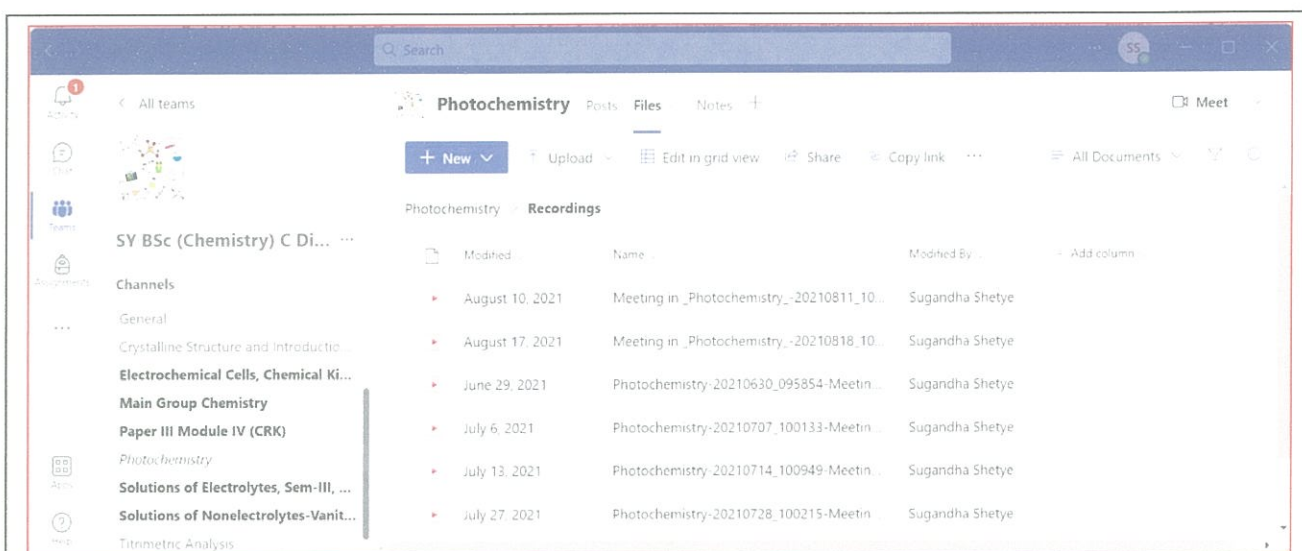 Search
SS
1
Activity
All teams
Photochemistry Posts Files Notes +
Meet
Chat
+ New Upload Edit in grid view Share Copy link ... All Documents
Teams
Photochemistry > Recordings
SY BSc (Chemistry) C Di... ...
Modified Name Modified By + Add column
Assignments
Channels
August 10, 2021 Meeting in _Photochemistry_-20210811_10... Sugandha Shetye
General
...
Crystalline Structure and Introductio...
August 17, 2021 Meeting in _Photochemistry_-20210818_10... Sugandha Shetye
Electrochemical Cells, Chemical Ki...
June 29, 2021 Photochemistry-20210630_095854-Meetin... Sugandha Shetye
Main Group Chemistry
Paper III Module IV (CRK)
July 6, 2021 Photochemistry-20210707_100133-Meetin... Sugandha Shetye
Photochemistry
July 13, 2021 Photochemistry-20210714_100949-Meetin... Sugandha Shetye
Apps
Solutions of Electrolytes, Sem-III, ...
Solutions of Nonelectrolytes-Vanit...
July 27, 2021 Photochemistry-20210728_100215-Meetin... Sugandha Shetye
Help
Titrimetric Analysis